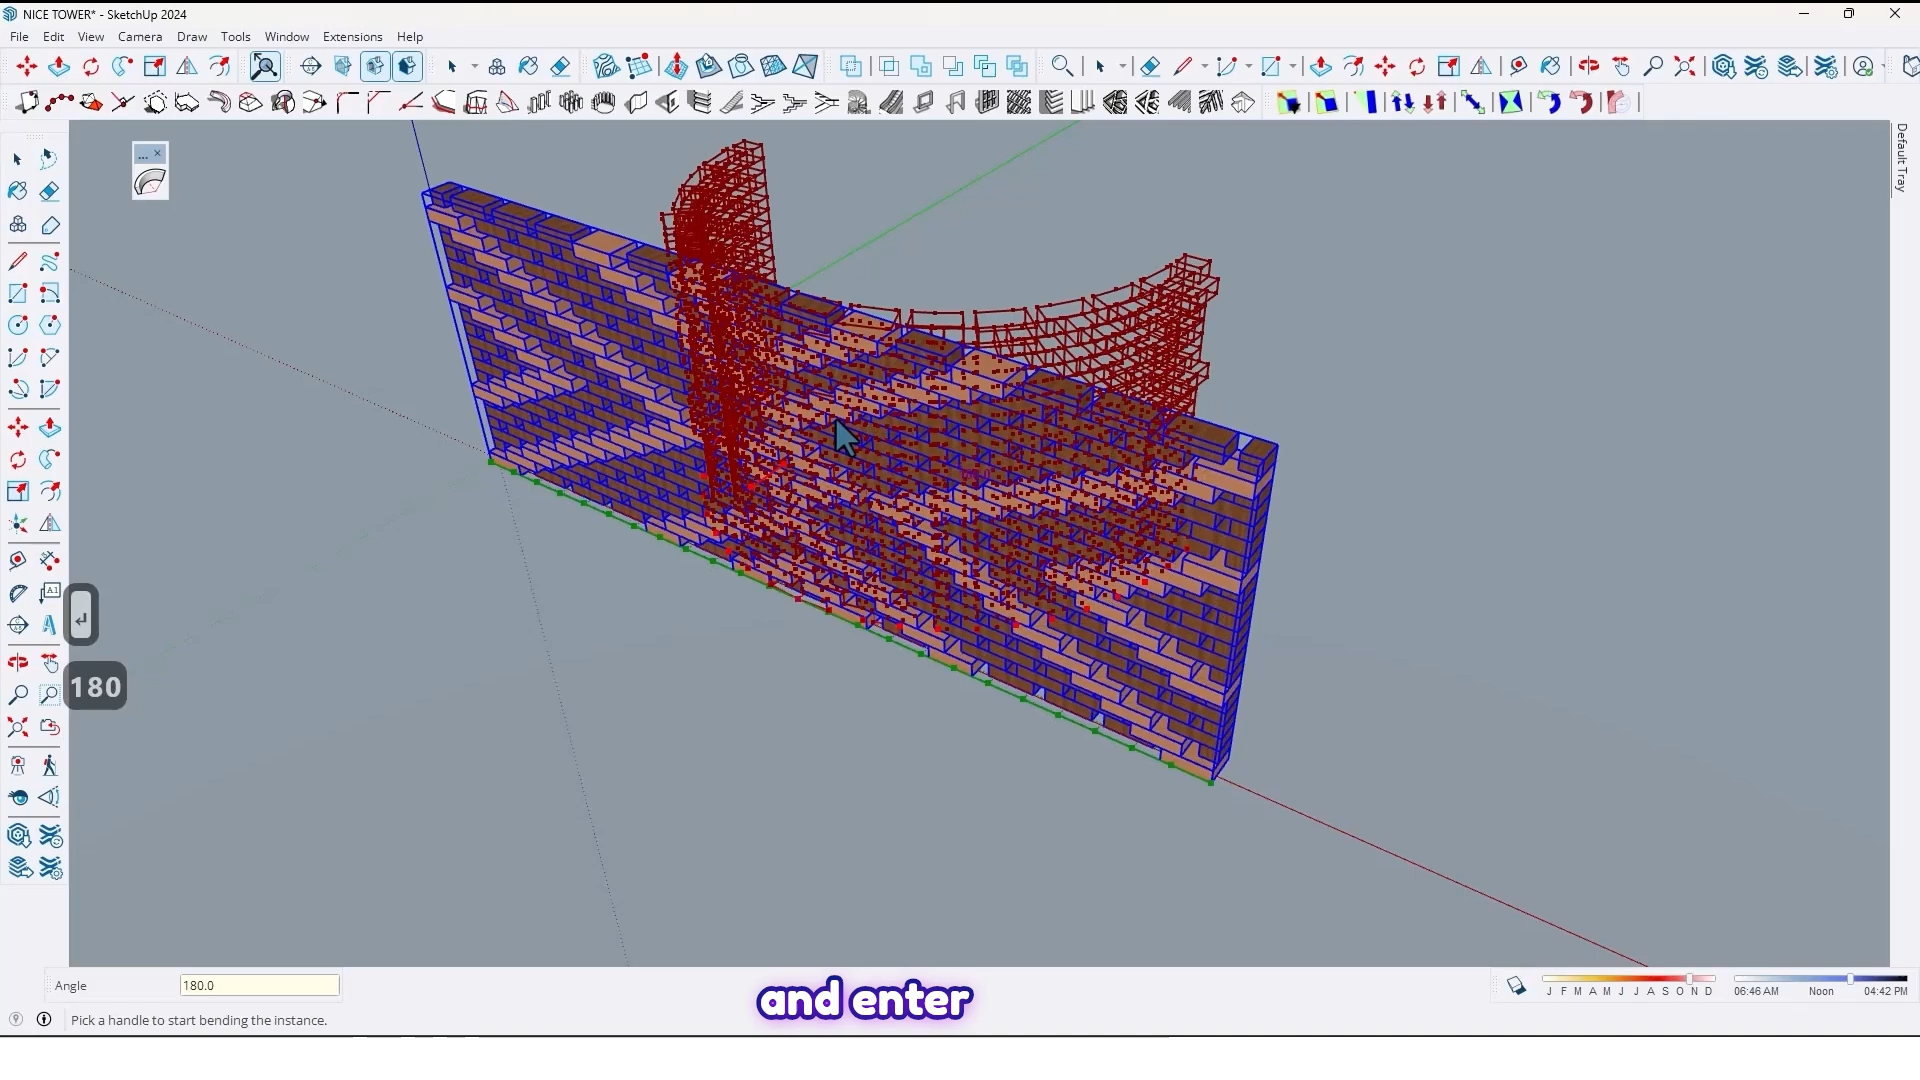 NICE TOWER* - SketchUp 2024
File Edit View Camera Draw Tools Window Extensions Help
...
Default Tray
A1
180
Angle 180.0
and enter
J F M A M J J A S O N D
06:46 AM Noon 04:42 PM
Pick a handle to start bending the instance.